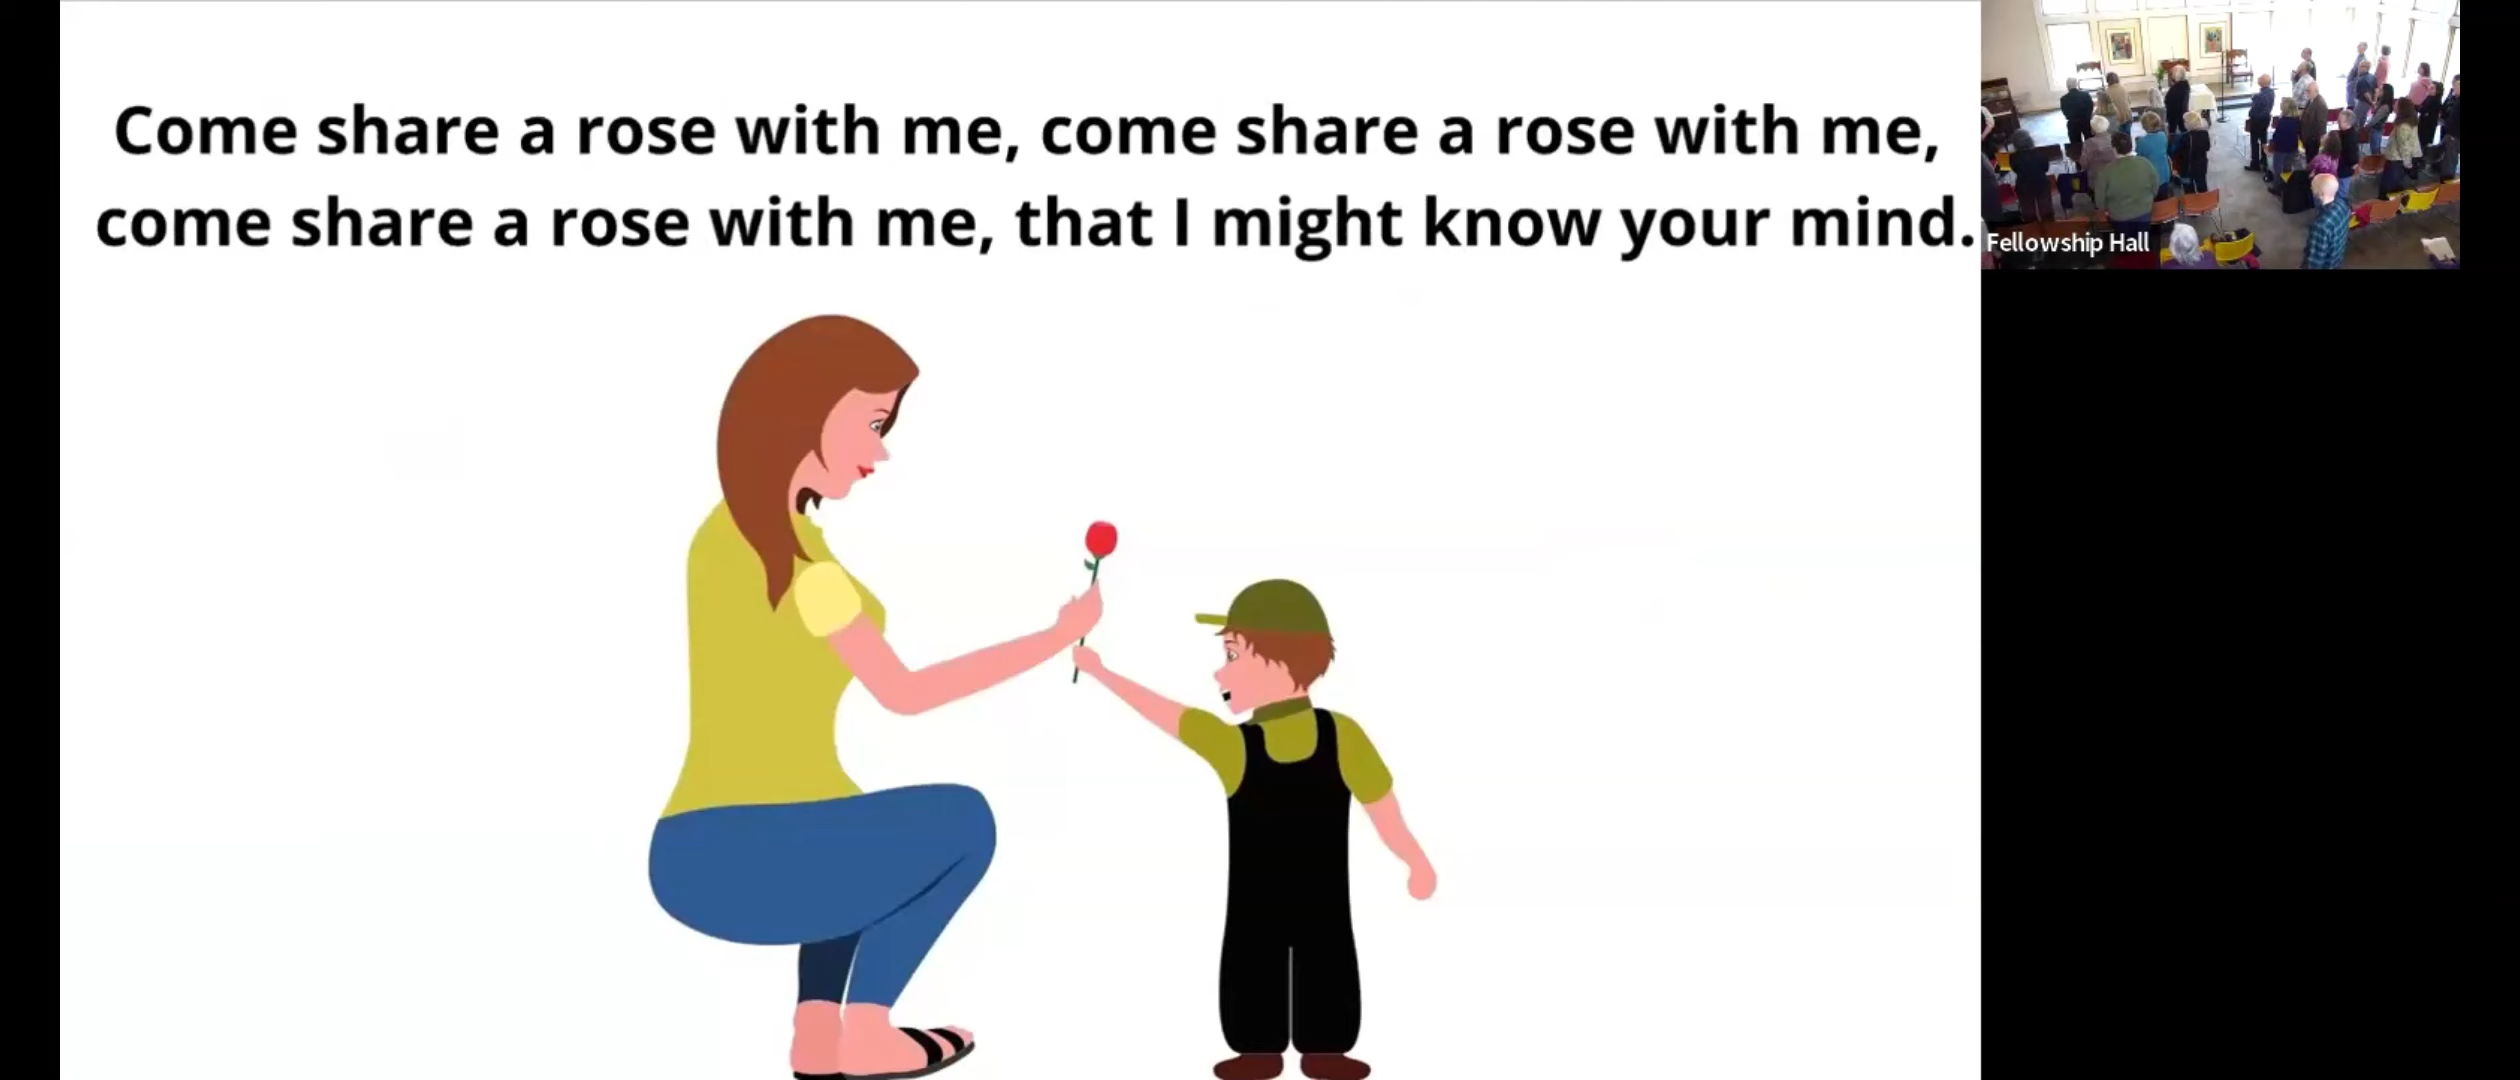 Come share a rose with me, come share a rose with me,
come share a rose with me, that I might know your mind.
Fellowship Hall